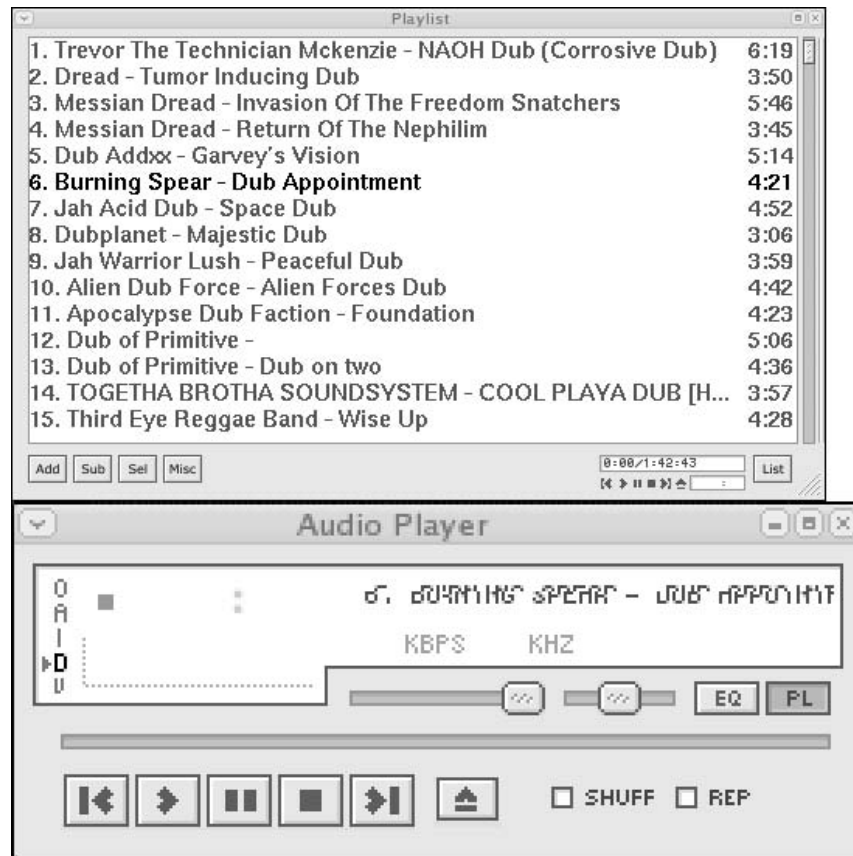 Playlist
1. Trevor The Technician Mckenzie - NAOH Dub (Corrosive Dub) 6:19
2. Dread - Tumor Inducing Dub 3:50
3. Messian Dread - Invasion Of The Freedom Snatchers 5:46
4. Messian Dread - Return Of The Nephilim 3:45
5. Dub Addxx - Garvey's Vision 5:14
6. Burning Spear - Dub Appointment 4:21
7. Jah Acid Dub - Space Dub 4:52
8. Dubplanet - Majestic Dub 3:06
9. Jah Warrior Lush - Peaceful Dub 3:59
10. Alien Dub Force - Alien Forces Dub 4:42
11. Apocalypse Dub Faction - Foundation 4:23
12. Dub of Primitive - 5:06
13. Dub of Primitive - Dub on two 4:36
14. TOGETHA BROTHA SOUNDSYSTEM - COOL PLAYA DUB [H... 3:57
15. Third Eye Reggae Band - Wise Up 4:28
Add Sub Sel Misc 0:00/1:42:43 List
:
Audio Player
O A I D V
:
6. BURNING SPEAR - DUB APPOINT
KBPS KHZ
EQ PL
SHUFF REP